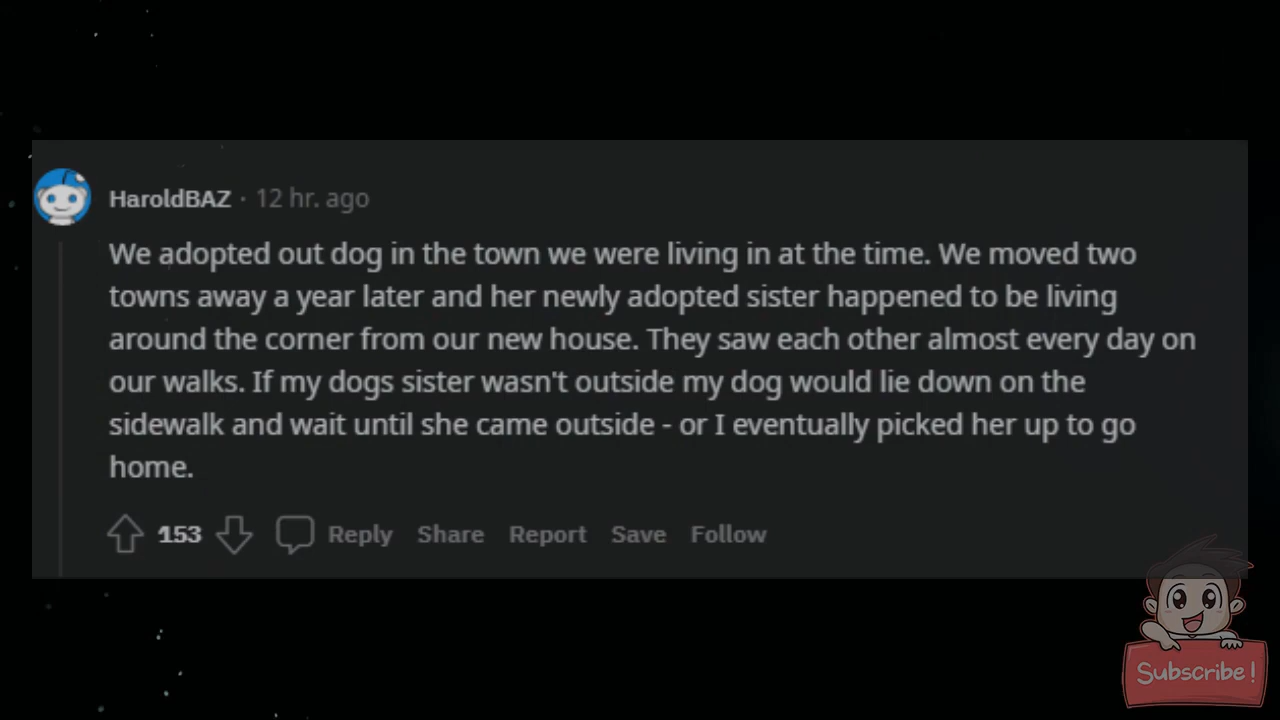 HaroldBAZ · 12 hr. ago
We adopted out dog in the town we were living in at the time. We moved two
towns away a year later and her newly adopted sister happened to be living
around the corner from our new house. They saw each other almost every day on
our walks. If my dogs sister wasn't outside my dog would lie down on the
sidewalk and wait until she came outside - or I eventually picked her up to go
home.
153 Reply Share Report Save Follow
Subscribe!